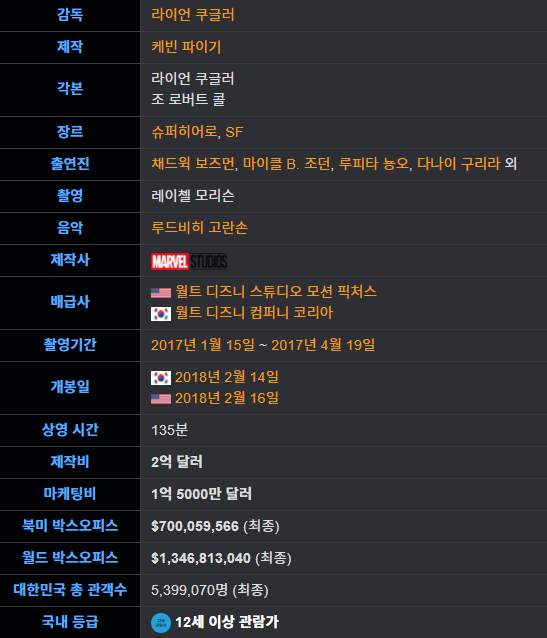 감독 라이언 쿠글러
제작 케빈 파이기
각본 라이언 쿠글러
조 로버트 콜
장르 슈퍼히어로, SF
출연진 채드윅 보즈먼, 마이클 B. 조던, 루피타 뇽오, 다나이 구리라 외
촬영 레이첼 모리슨
음악 루드비히 고란손
제작사 MARVEL STUDIOS
배급사 월트 디즈니 스튜디오 모션 픽처스
월트 디즈니 컴퍼니 코리아
촬영기간 2017년 1월 15일 ~ 2017년 4월 19일
개봉일 2018년 2월 14일
2018년 2월 16일
상영 시간 135분
제작비 2억 달러
마케팅비 1억 5000만 달러
북미 박스오피스 $700,059,566 (최종)
월드 박스오피스 $1,346,813,040 (최종)
대한민국 총 관객수 5,399,070명 (최종)
국내 등급 12세 이상 관람가